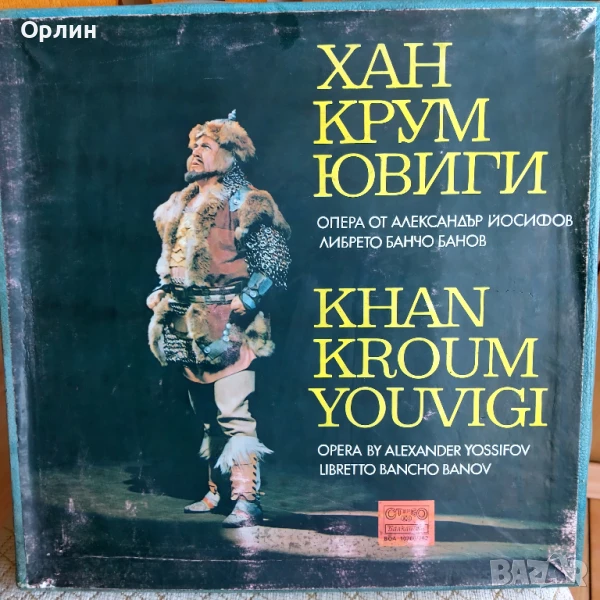 Орлин
ХАН
КРУМ
ЮВИГИ
ОПЕРА ОТ АЛЕКСАНДЪР ЙОСИФОВ
ЛИБРЕТО БАНЧО БАНОВ
KHAN
KROUM
YOUVIGI
OPERA BY ALEXANDER YOSSIFOV
LIBRETTO BANCHO BANOV
BAZAR